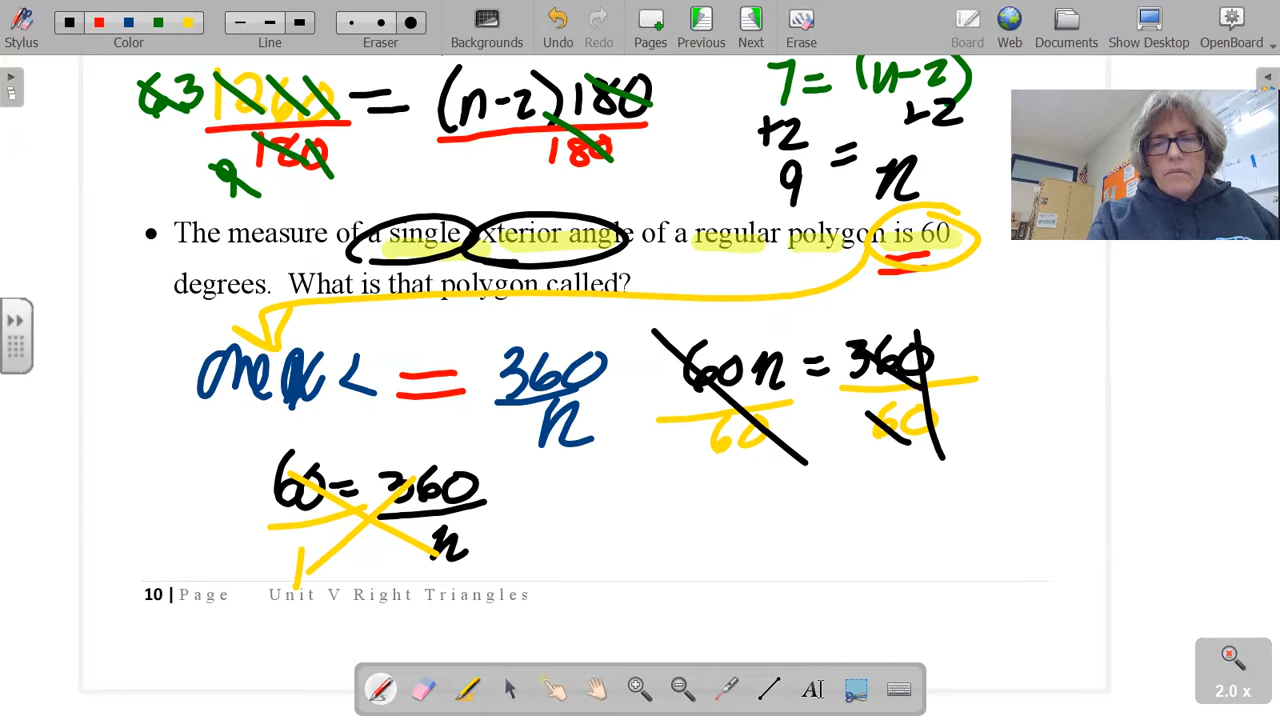 Stylus Color Line Eraser Backgrounds Undo Redo Pages Previous Next Erase Board Web Documents Show Desktop OpenBoard
63 1260 = (n-2)180
180 180
9
7 = (n-2)
+2 +2
9 = n
• The measure of a single exterior angle of a regular polygon is 60
degrees. What is that polygon called?
one < = 360
n
60n = 360
60 60
60 = 360
1 n
10 | Page Unit V Right Triangles
2.0 x